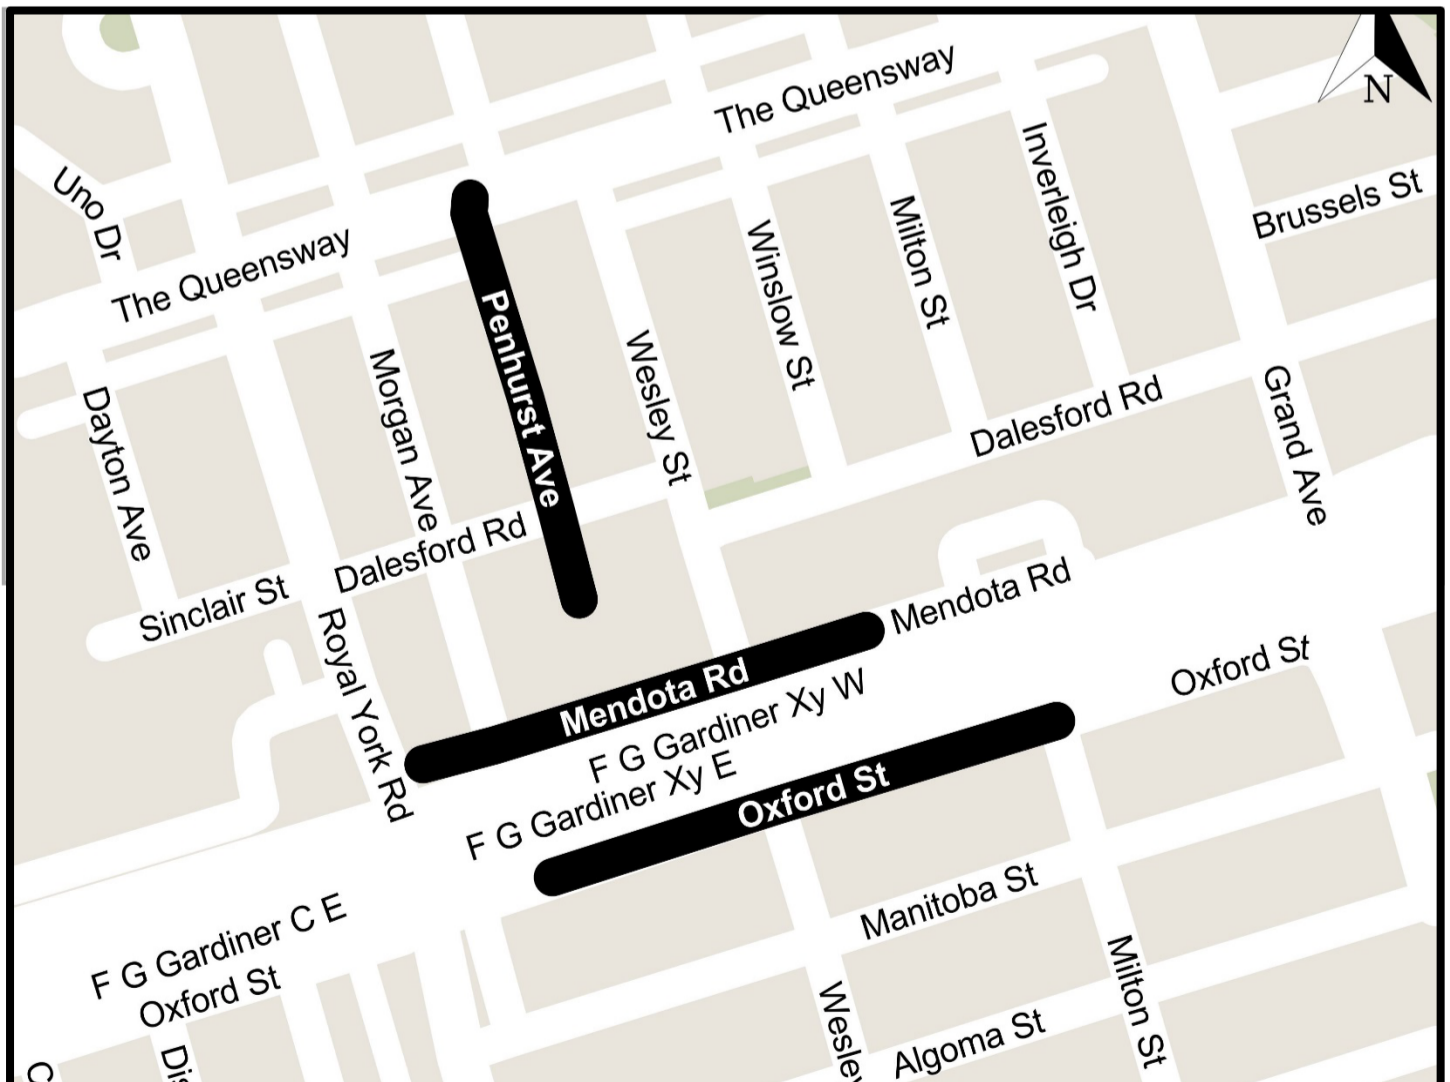 N
The Queensway
Uno Dr
Inverleigh Dr
Brussels St
Milton St
Winslow St
The Queensway
Penhurst Ave
Wesley St
Morgan Ave
Dayton Ave
Grand Ave
Dalesford Rd
Dalesford Rd
Sinclair St
Mendota Rd
Royal York Rd
Mendota Rd
Oxford St
F G Gardiner Xy W
F G Gardiner Xy E
Oxford St
Manitoba St
F G Gardiner C E
Oxford St
Milton St
Wesley
Algoma St
Dis
C